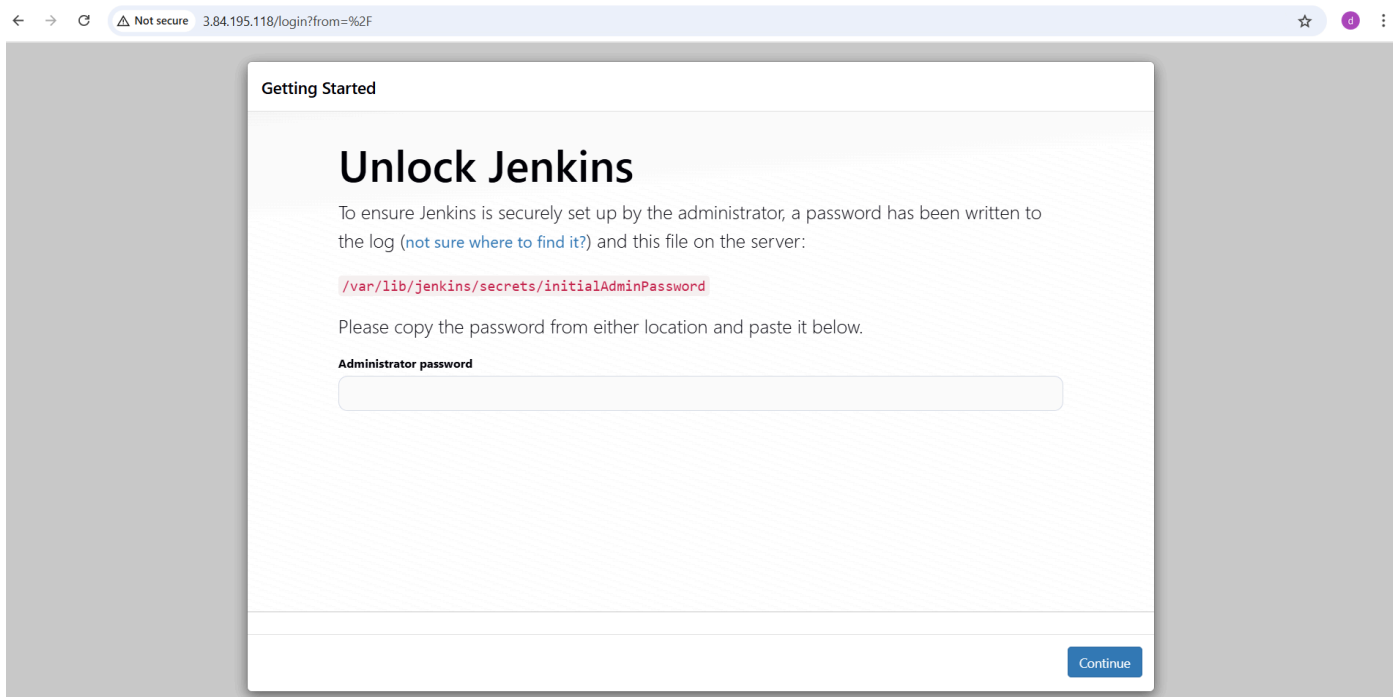 Not secure 3.84.195.118/login?from=%2F
d
Getting Started
Unlock Jenkins
To ensure Jenkins is securely set up by the administrator, a password has been written to
the log (not sure where to find it?) and this file on the server:
/var/lib/jenkins/secrets/initialAdminPassword
Please copy the password from either location and paste it below.
Administrator password
Continue